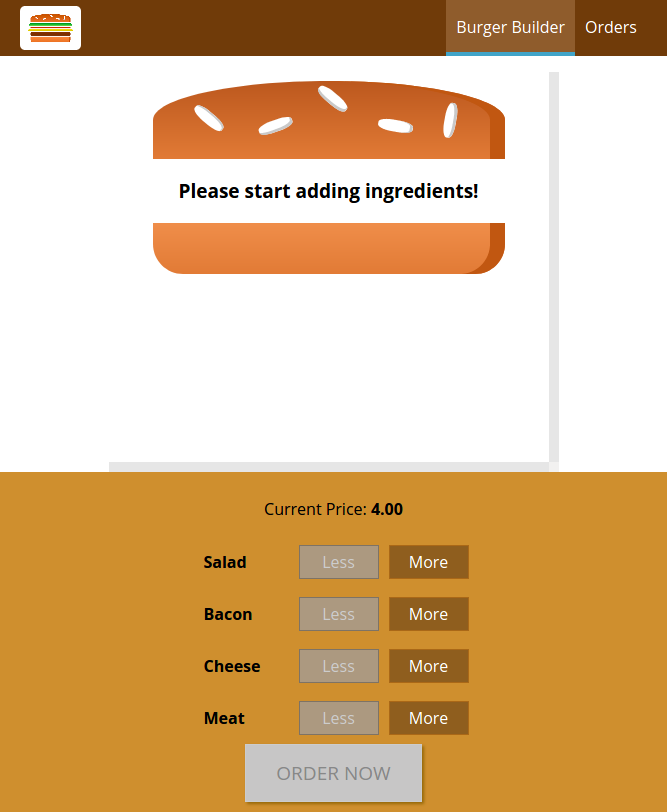 Burger Builder Orders
Please start adding ingredients!
Current Price: 4.00
Salad Less More
Bacon Less More
Cheese Less More
Meat Less More
ORDER NOW